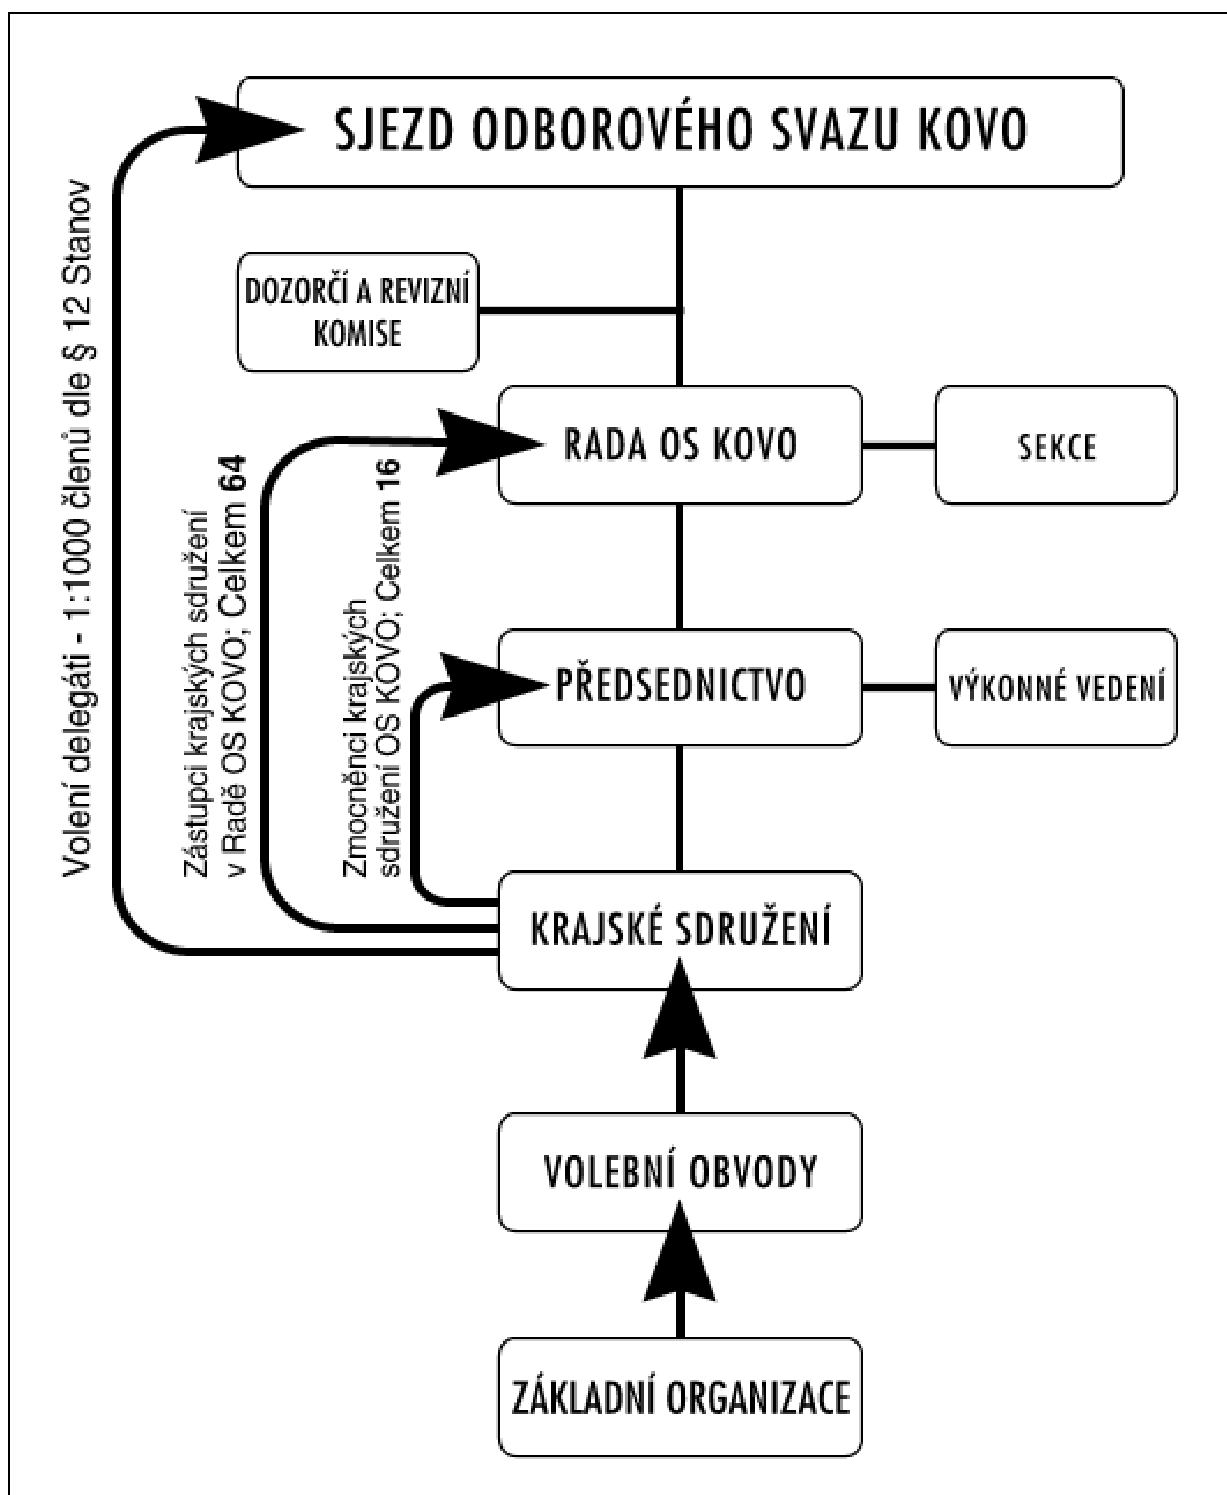 SJEZD ODBOROVÉHO SVAZU KOVO
DOZORČÍ A REVIZNÍ
KOMISE
RADA OS KOVO
SEKCE
PŘEDSEDNICTVO
VÝKONNÉ VEDENÍ
KRAJSKÉ SDRUŽENÍ
VOLEBNÍ OBVODY
ZÁKLADNÍ ORGANIZACE
Volení delegáti - 1:1000 členů dle § 12 Stanov
Zástupci krajských sdružení
v Radě OS KOVO; Celkem 64
Zmocněnci krajských
sdružení OS KOVO; Celkem 16